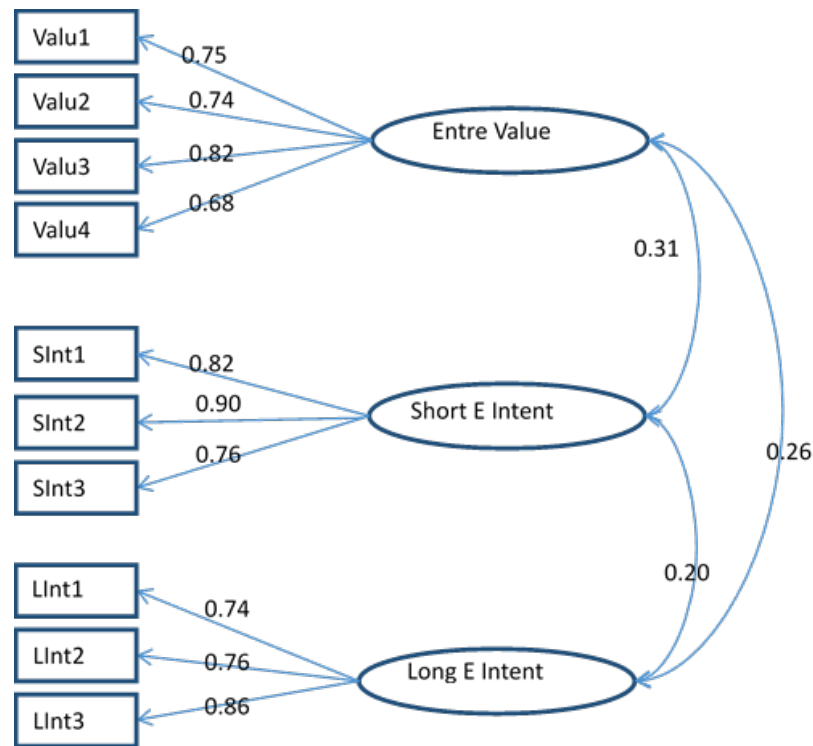 Valu1
0.75
Valu2
0.74
Entre Value
Valu3
0.82
Valu4
0.68
0.31
SInt1
0.82
SInt2
0.90
Short E Intent
SInt3
0.76
0.26
LInt1
0.74
0.20
LInt2
0.76
Long E Intent
LInt3
0.86